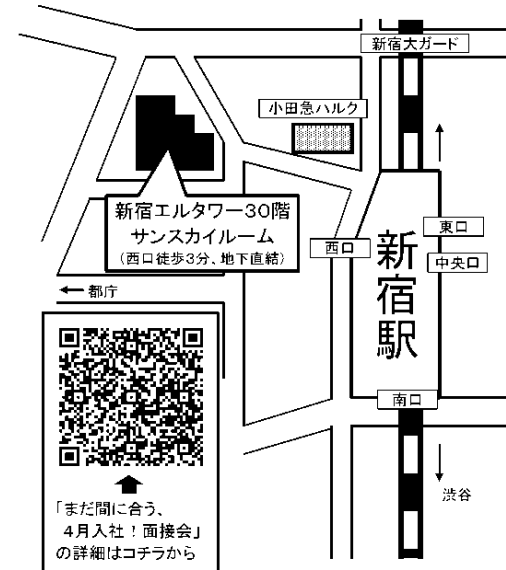 新宿大ガード
小田急ハルク
新宿エルタワー30階
サンスカイルーム
(西口徒歩3分、地下直結)
西口
東口
中央口
新宿駅
← 都庁
南口
渋谷
「まだ間に合う、
4月入社!面接会」
の詳細はコチラから